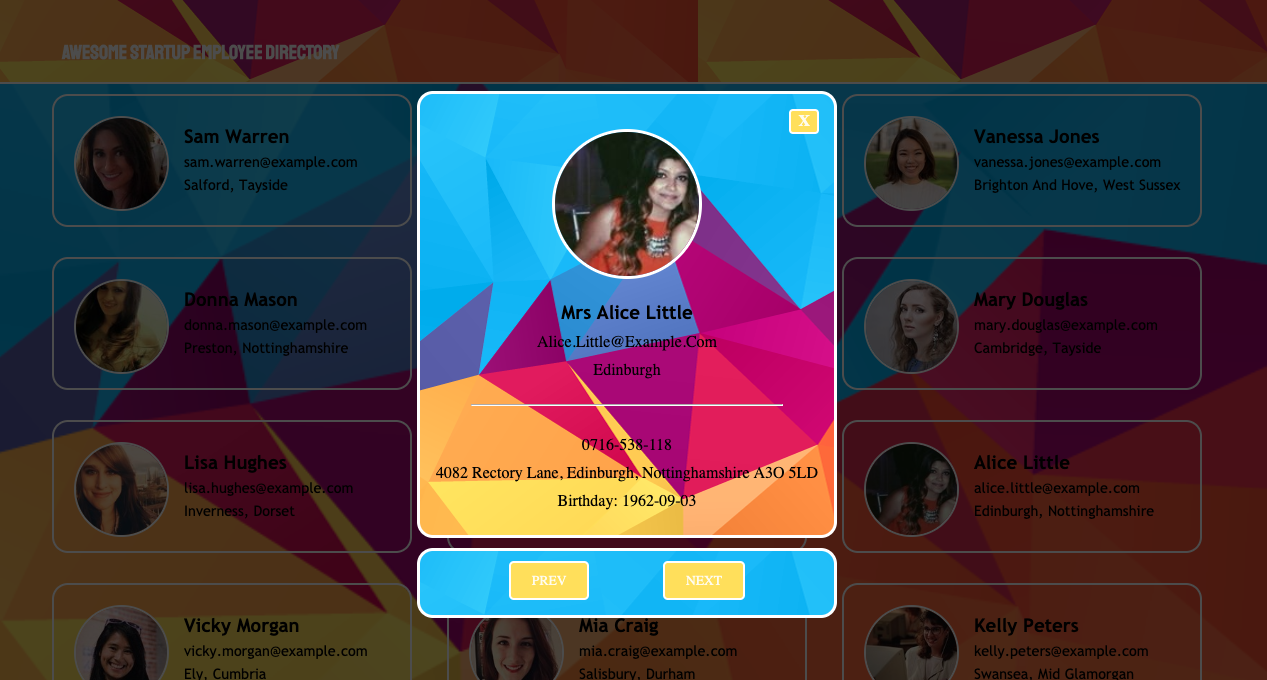 AWESOME STARTUP EMPLOYEE DIRECTORY
Sam Warren
sam.warren@example.com
Salford, Tayside
Vanessa Jones
vanessa.jones@example.com
Brighton And Hove, West Sussex
Donna Mason
donna.mason@example.com
Preston, Nottinghamshire
Mary Douglas
mary.douglas@example.com
Cambridge, Tayside
Lisa Hughes
lisa.hughes@example.com
Inverness, Dorset
Alice Little
alice.little@example.com
Edinburgh, Nottinghamshire
Vicky Morgan
vicky.morgan@example.com
Ely, Cumbria
Mia Craig
mia.craig@example.com
Salisbury, Durham
Kelly Peters
kelly.peters@example.com
Swansea, Mid Glamorgan
X
Mrs Alice Little
Alice.Little@Example.Com
Edinburgh
0716-538-118
4082 Rectory Lane, Edinburgh, Nottinghamshire A3O 5LD
Birthday: 1962-09-03
PREV
NEXT